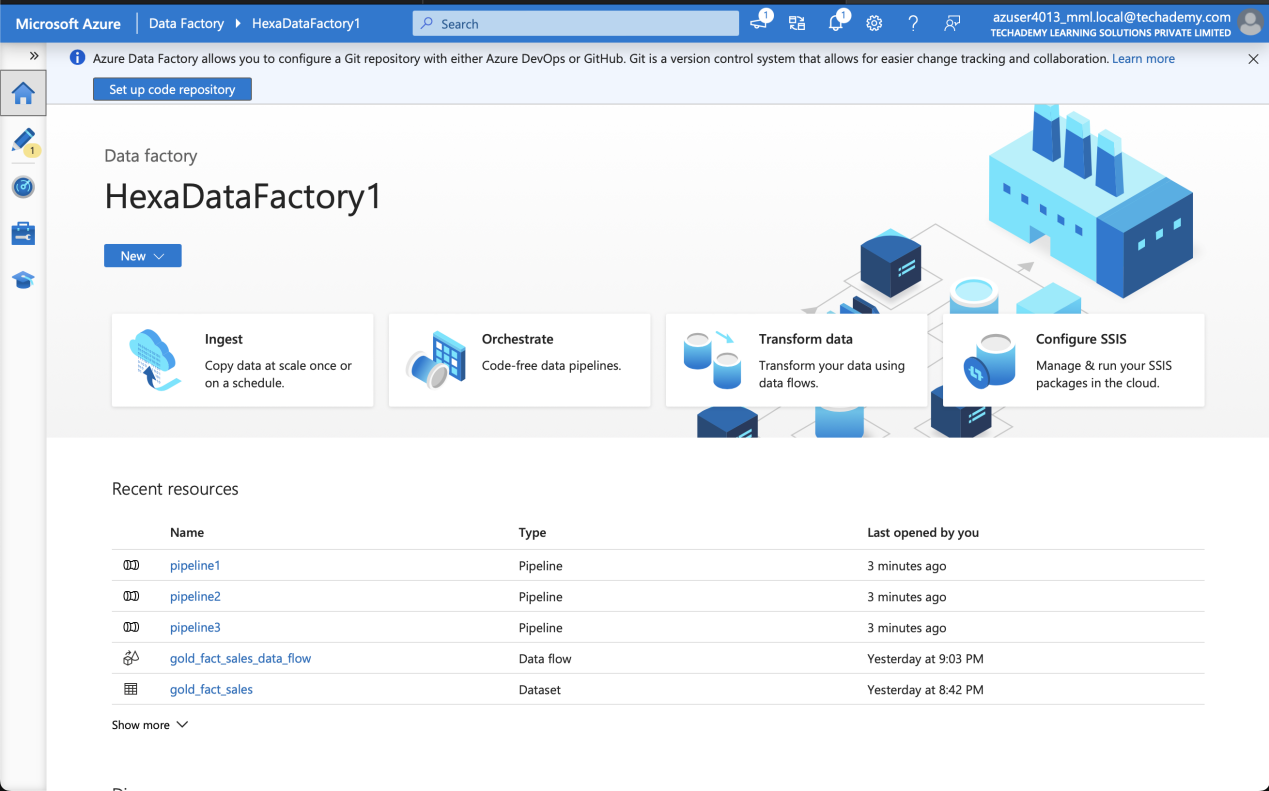 Microsoft Azure
Data Factory
HexaDataFactory1
Search
1
1
azuser4013_mml.local@techademy.com
TECHADEMY LEARNING SOLUTIONS PRIVATE LIMITED
Azure Data Factory allows you to configure a Git repository with either Azure DevOps or GitHub. Git is a version control system that allows for easier change tracking and collaboration. Learn more
Set up code repository
1
Data factory
HexaDataFactory1
New
Ingest
Copy data at scale once or
on a schedule.
Orchestrate
Code-free data pipelines.
Transform data
Transform your data using
data flows.
Configure SSIS
Manage & run your SSIS
packages in the cloud.
Recent resources
Name Type Last opened by you
pipeline1 Pipeline 3 minutes ago
pipeline2 Pipeline 3 minutes ago
pipeline3 Pipeline 3 minutes ago
gold_fact_sales_data_flow Data flow Yesterday at 9:03 PM
gold_fact_sales Dataset Yesterday at 8:42 PM
Show more